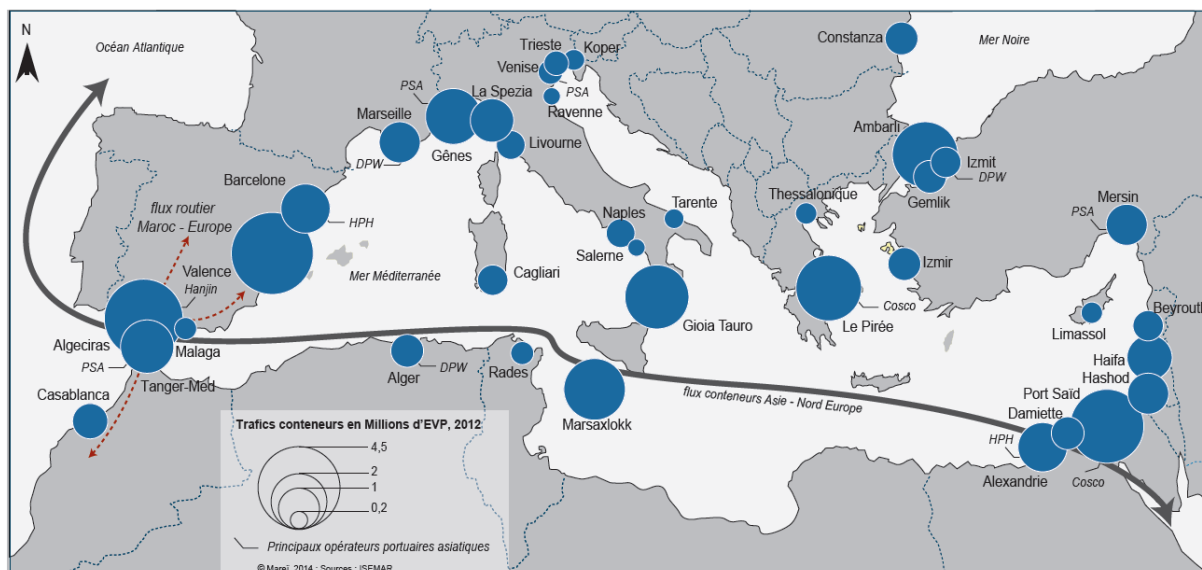 N
Océan Atlantique
Mer Noire
Constanza
Trieste
Koper
Venise
PSA
Ravenne
PSA
La Spezia
Marseille
DPW
Gênes
Livourne
Ambarli
Izmit
DPW
Gemlik
Barcelone
HPH
flux routier
Maroc - Europe
Valence
Hanjin
Mer Méditerranée
Cagliari
Naples
Salerne
Tarente
Thessalonique
Mersin
PSA
Izmir
Cosco
Le Pirée
Gioia Tauro
Limassol
Beyrouth
Haifa
Hashod
Port Saïd
Damiette
HPH
Alexandrie
Cosco
Algeciras
Malaga
PSA
Tanger-Med
Casablanca
Alger
DPW
Rades
Marsaxlokk
flux conteneurs Asie - Nord Europe
Trafics conteneurs en Millions d'EVP, 2012
4,5
2
1
0,2
Principaux opérateurs portuaires asiatiques
© Mareï, 2014 ; Sources : ISEMAR